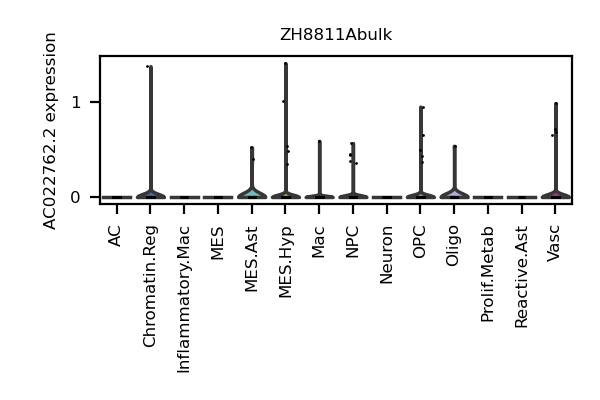 ZH8811Abulk
AC022762.2 expression
1
0
AC
Chromatin.Reg
Inflammatory.Mac
MES
MES.Ast
MES.Hyp
Mac
NPC
Neuron
OPC
Oligo
Prolif.Metab
Reactive.Ast
Vasc